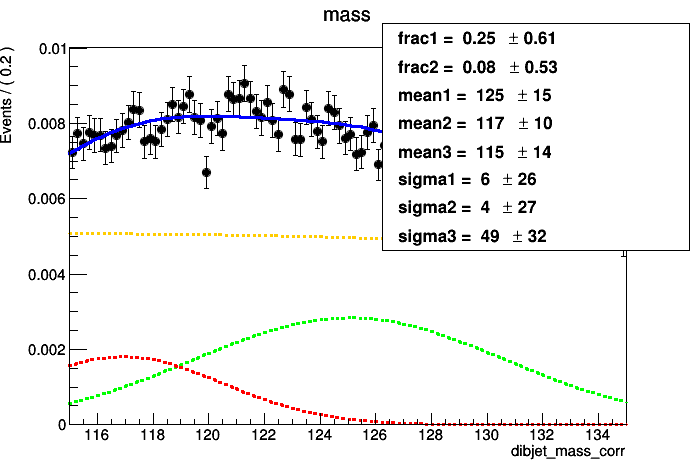 mass
Events / ( 0.2 )
frac1 = 0.25 ± 0.61
frac2 = 0.08 ± 0.53
mean1 = 125 ± 15
mean2 = 117 ± 10
mean3 = 115 ± 14
sigma1 = 6 ± 26
sigma2 = 4 ± 27
sigma3 = 49 ± 32
0.01
0.008
0.006
0.004
0.002
0
116 118 120 122 124 126 128 130 132 134
dibjet_mass_corr